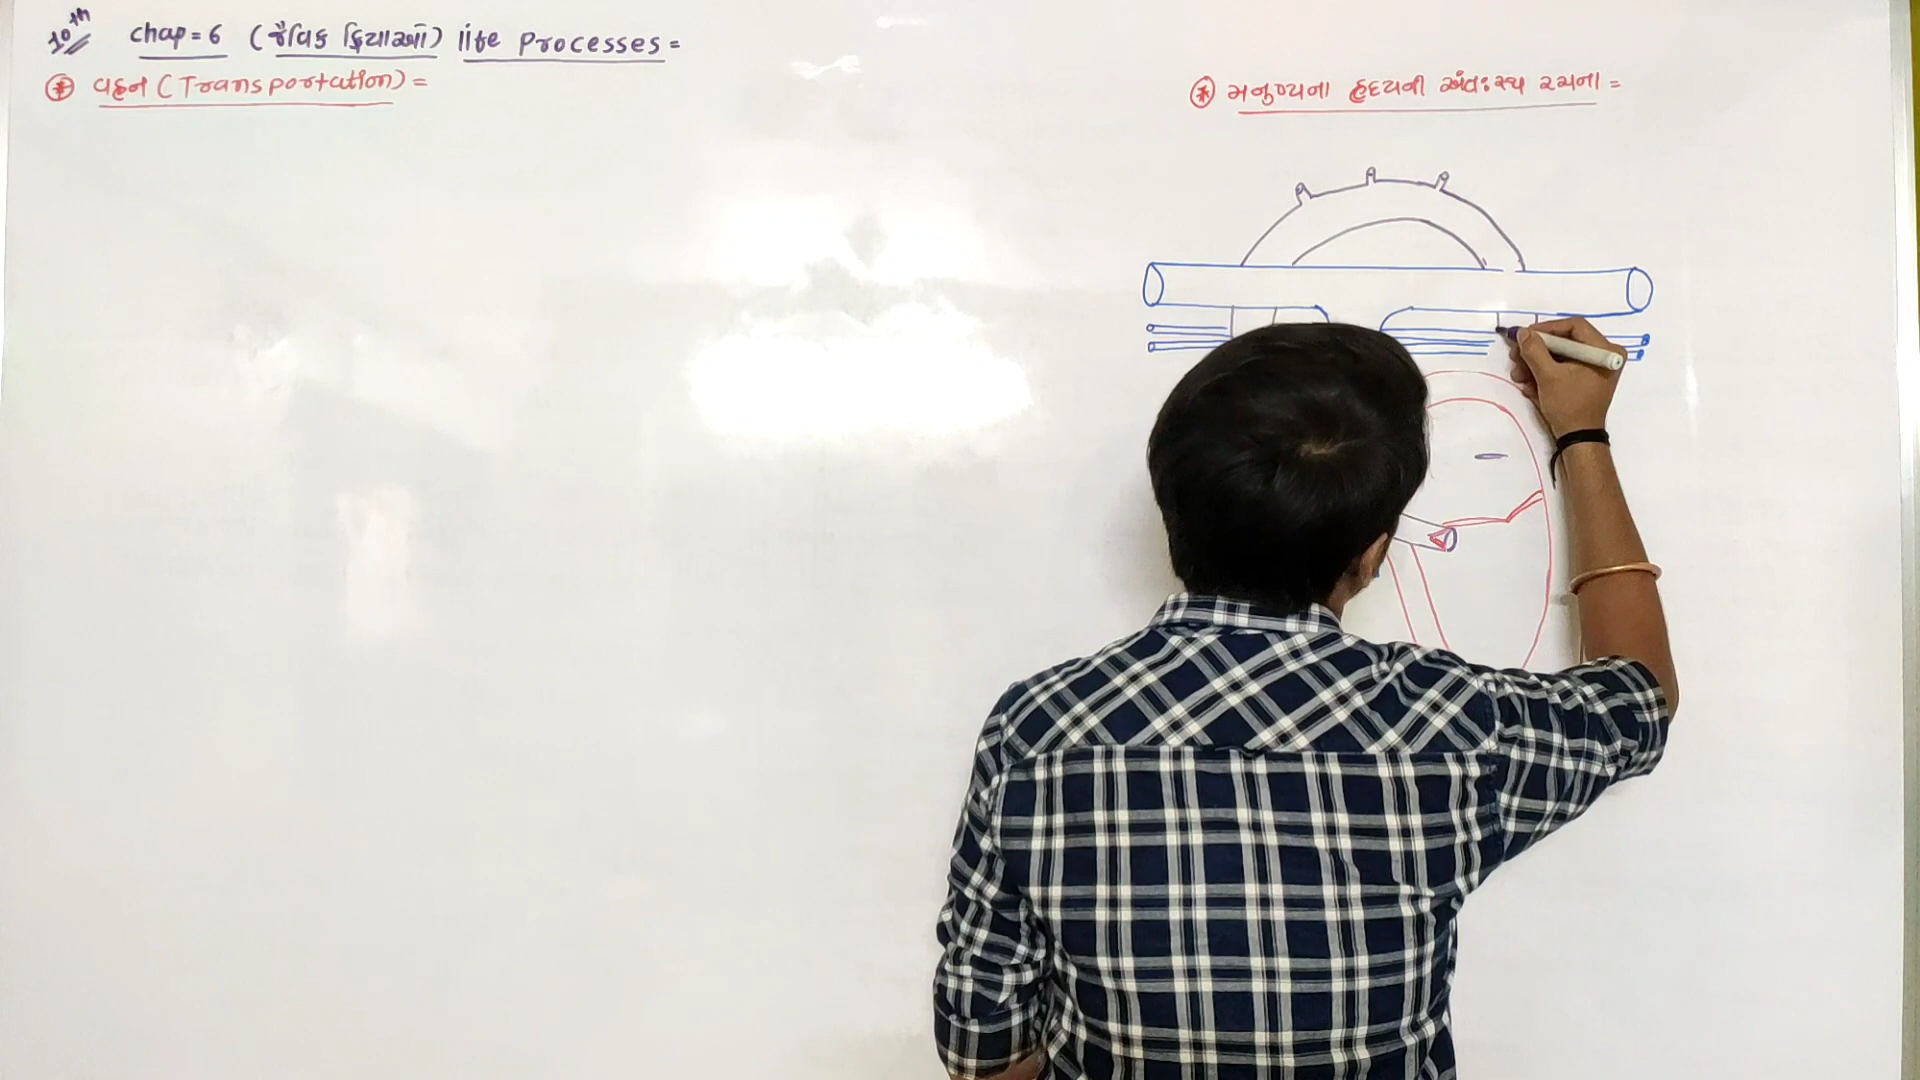 10th chap = 6 (જૈવિક ક્રિયાઓ) life Processes =
* વહન (Transportation) =
* મનુષ્યના હૃદયની અંતઃસ્થ રચના =